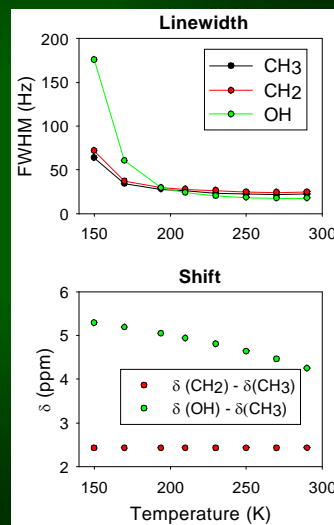 Linewidth
FWHM (Hz)
200
150
100
50
0
CH3
CH2
OH
150 200 250 300
Shift
δ (ppm)
6
5
4
3
2
δ (CH2) - δ(CH3)
δ (OH) - δ(CH3)
150 200 250 300
Temperature (K)